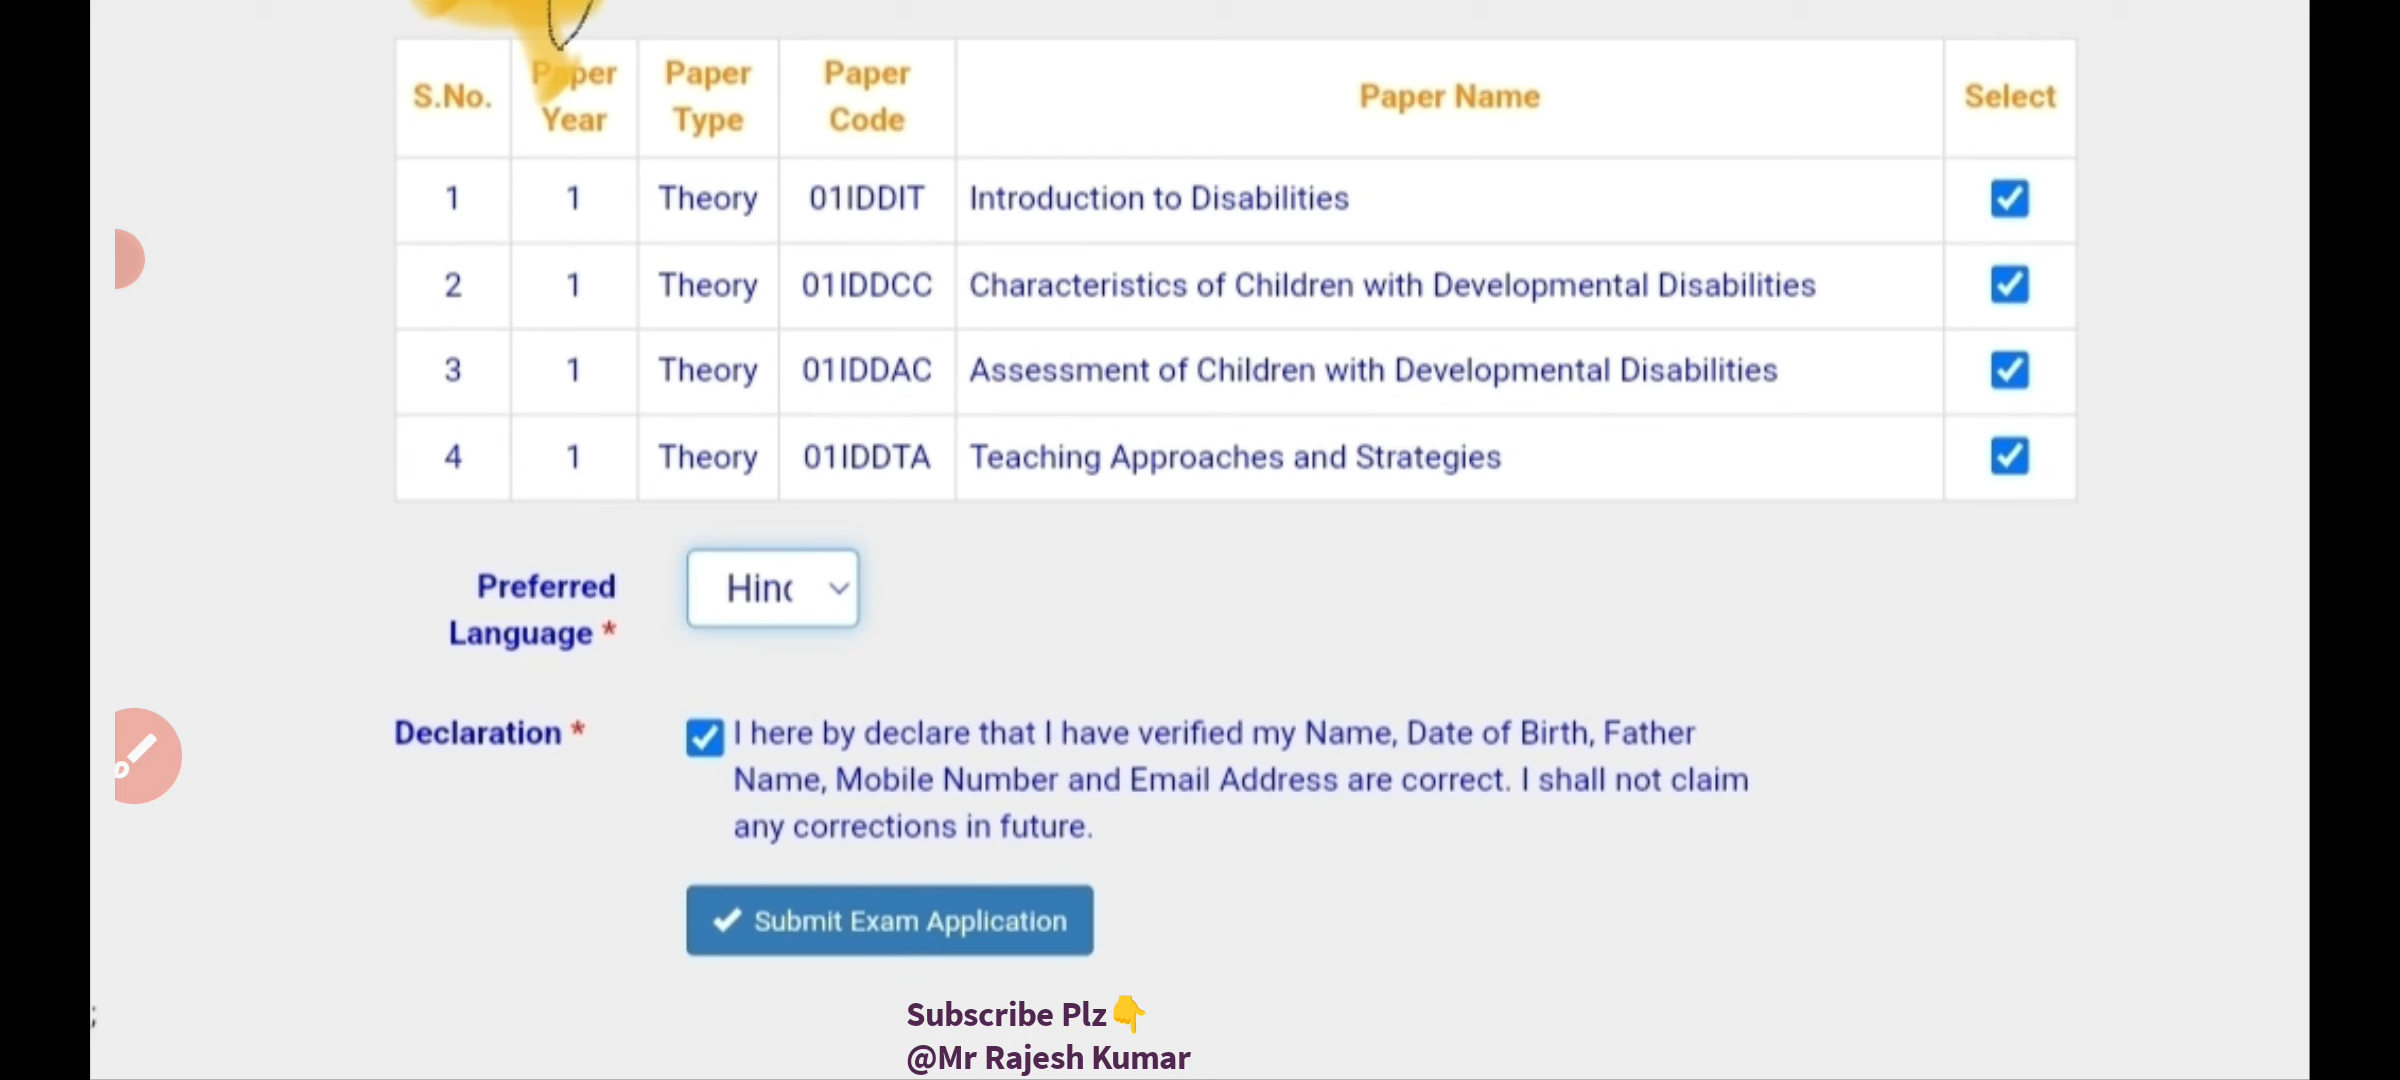 S.No. Paper Year Paper Type Paper Code Paper Name Select
1 1 Theory 01IDDIT Introduction to Disabilities
2 1 Theory 01IDDCC Characteristics of Children with Developmental Disabilities
3 1 Theory 01IDDAC Assessment of Children with Developmental Disabilities
4 1 Theory 01IDDTA Teaching Approaches and Strategies
Preferred
Language *
Declaration * I here by declare that I have verified my Name, Date of Birth, Father
Name, Mobile Number and Email Address are correct. I shall not claim
any corrections in future.
Submit Exam Application
Subscribe Plz👇
@Mr Rajesh Kumar